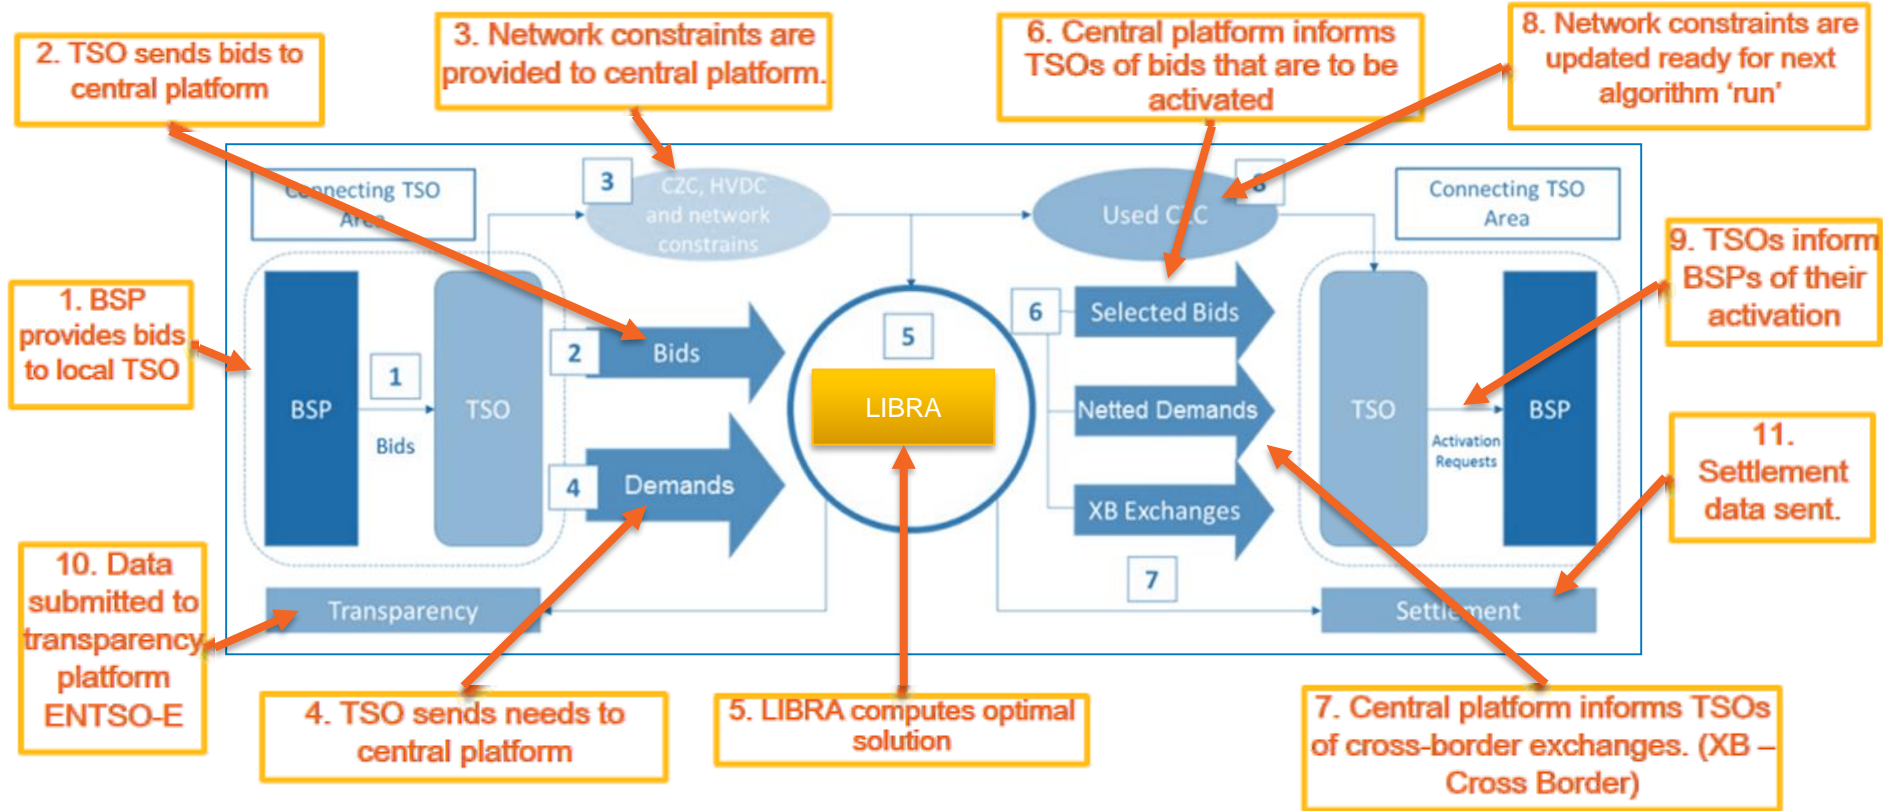 2. TSO sends bids to
central platform
3. Network constraints are
provided to central platform.
6. Central platform informs
TSOs of bids that are to be
activated
8. Network constraints are
updated ready for next
algorithm ‘run’
Connecting TSO
Area
3
CZC, HVDC
and network
constrains
Used CZC
8
Connecting TSO
Area
1. BSP
provides bids
to local TSO
BSP
1
Bids
TSO
2
Bids
4
Demands
5
LIBRA
6
Selected Bids
Netted Demands
XB Exchanges
7
TSO
Activation
Requests
BSP
9. TSOs inform
BSPs of their
activation
11.
Settlement
data sent.
Transparency
Settlement
10. Data
submitted to
transparency
platform
ENTSO-E
4. TSO sends needs to
central platform
5. LIBRA computes optimal
solution
7. Central platform informs TSOs
of cross-border exchanges. (XB –
Cross Border)